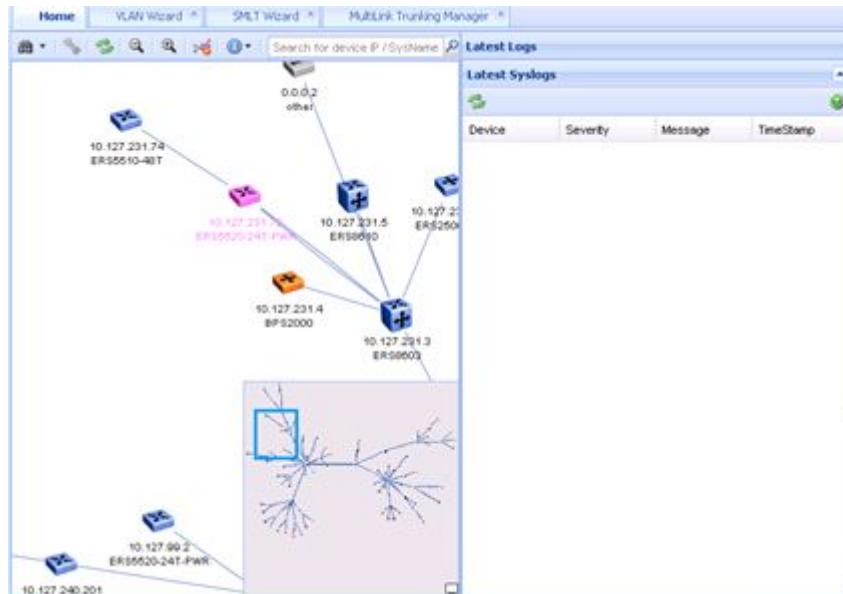 Home VLAN Wizard SMLT Wizard MultiLink Trunking Manager
Search for device IP / SysName
Latest Logs
Latest Syslogs
Device Severity Message TimeStamp
0.0.0.2
other
10.127.231.74
ERS5510-48T
ERS5520-24T-PWR
10.127.231.5
ERS8610
10.127.231.4
BPS2000
10.127.231.3
ERS8603
10.127.99.2
ERS5520-24T-PWR
10.127.240.201